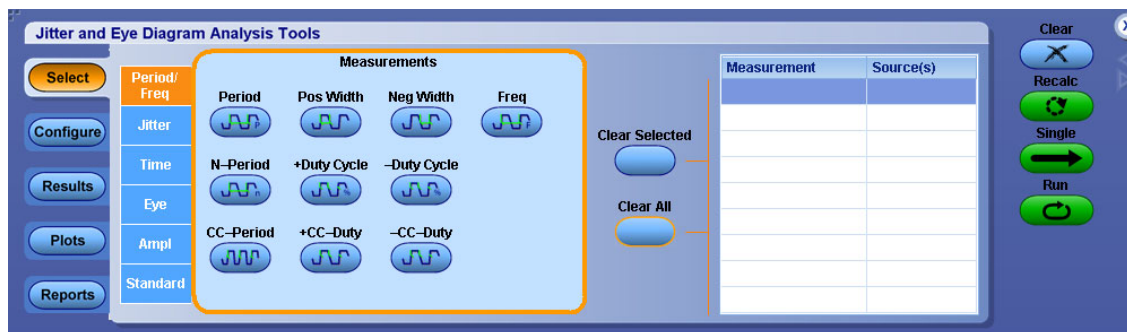 Jitter and Eye Diagram Analysis Tools
Select
Configure
Results
Plots
Reports
Period/
Freq
Jitter
Time
Eye
Ampl
Standard
Measurements
Period
Pos Width
Neg Width
Freq
N–Period
+Duty Cycle
–Duty Cycle
CC–Period
+CC–Duty
–CC–Duty
Clear Selected
Clear All
Measurement
Source(s)
Clear
Recalc
Single
Run